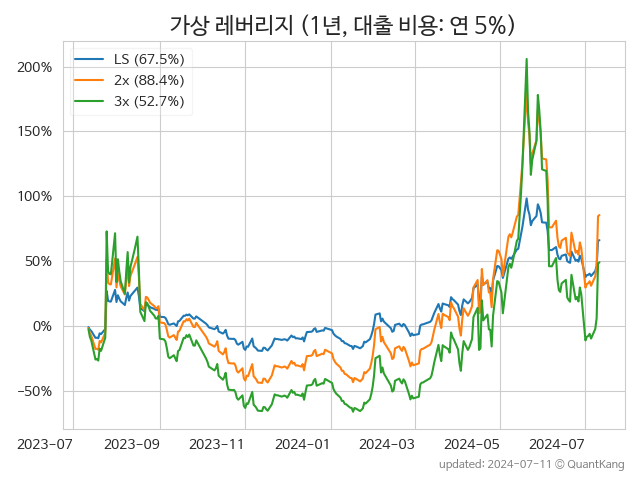 가상 레버리지 (1년, 대출 비용: 연 5%)
LS (67.5%)
2x (88.4%)
3x (52.7%)
200%
150%
100%
50%
0%
−50%
2023-07 2023-09 2023-11 2024-01 2024-03 2024-05 2024-07
updated: 2024-07-11 © QuantKang